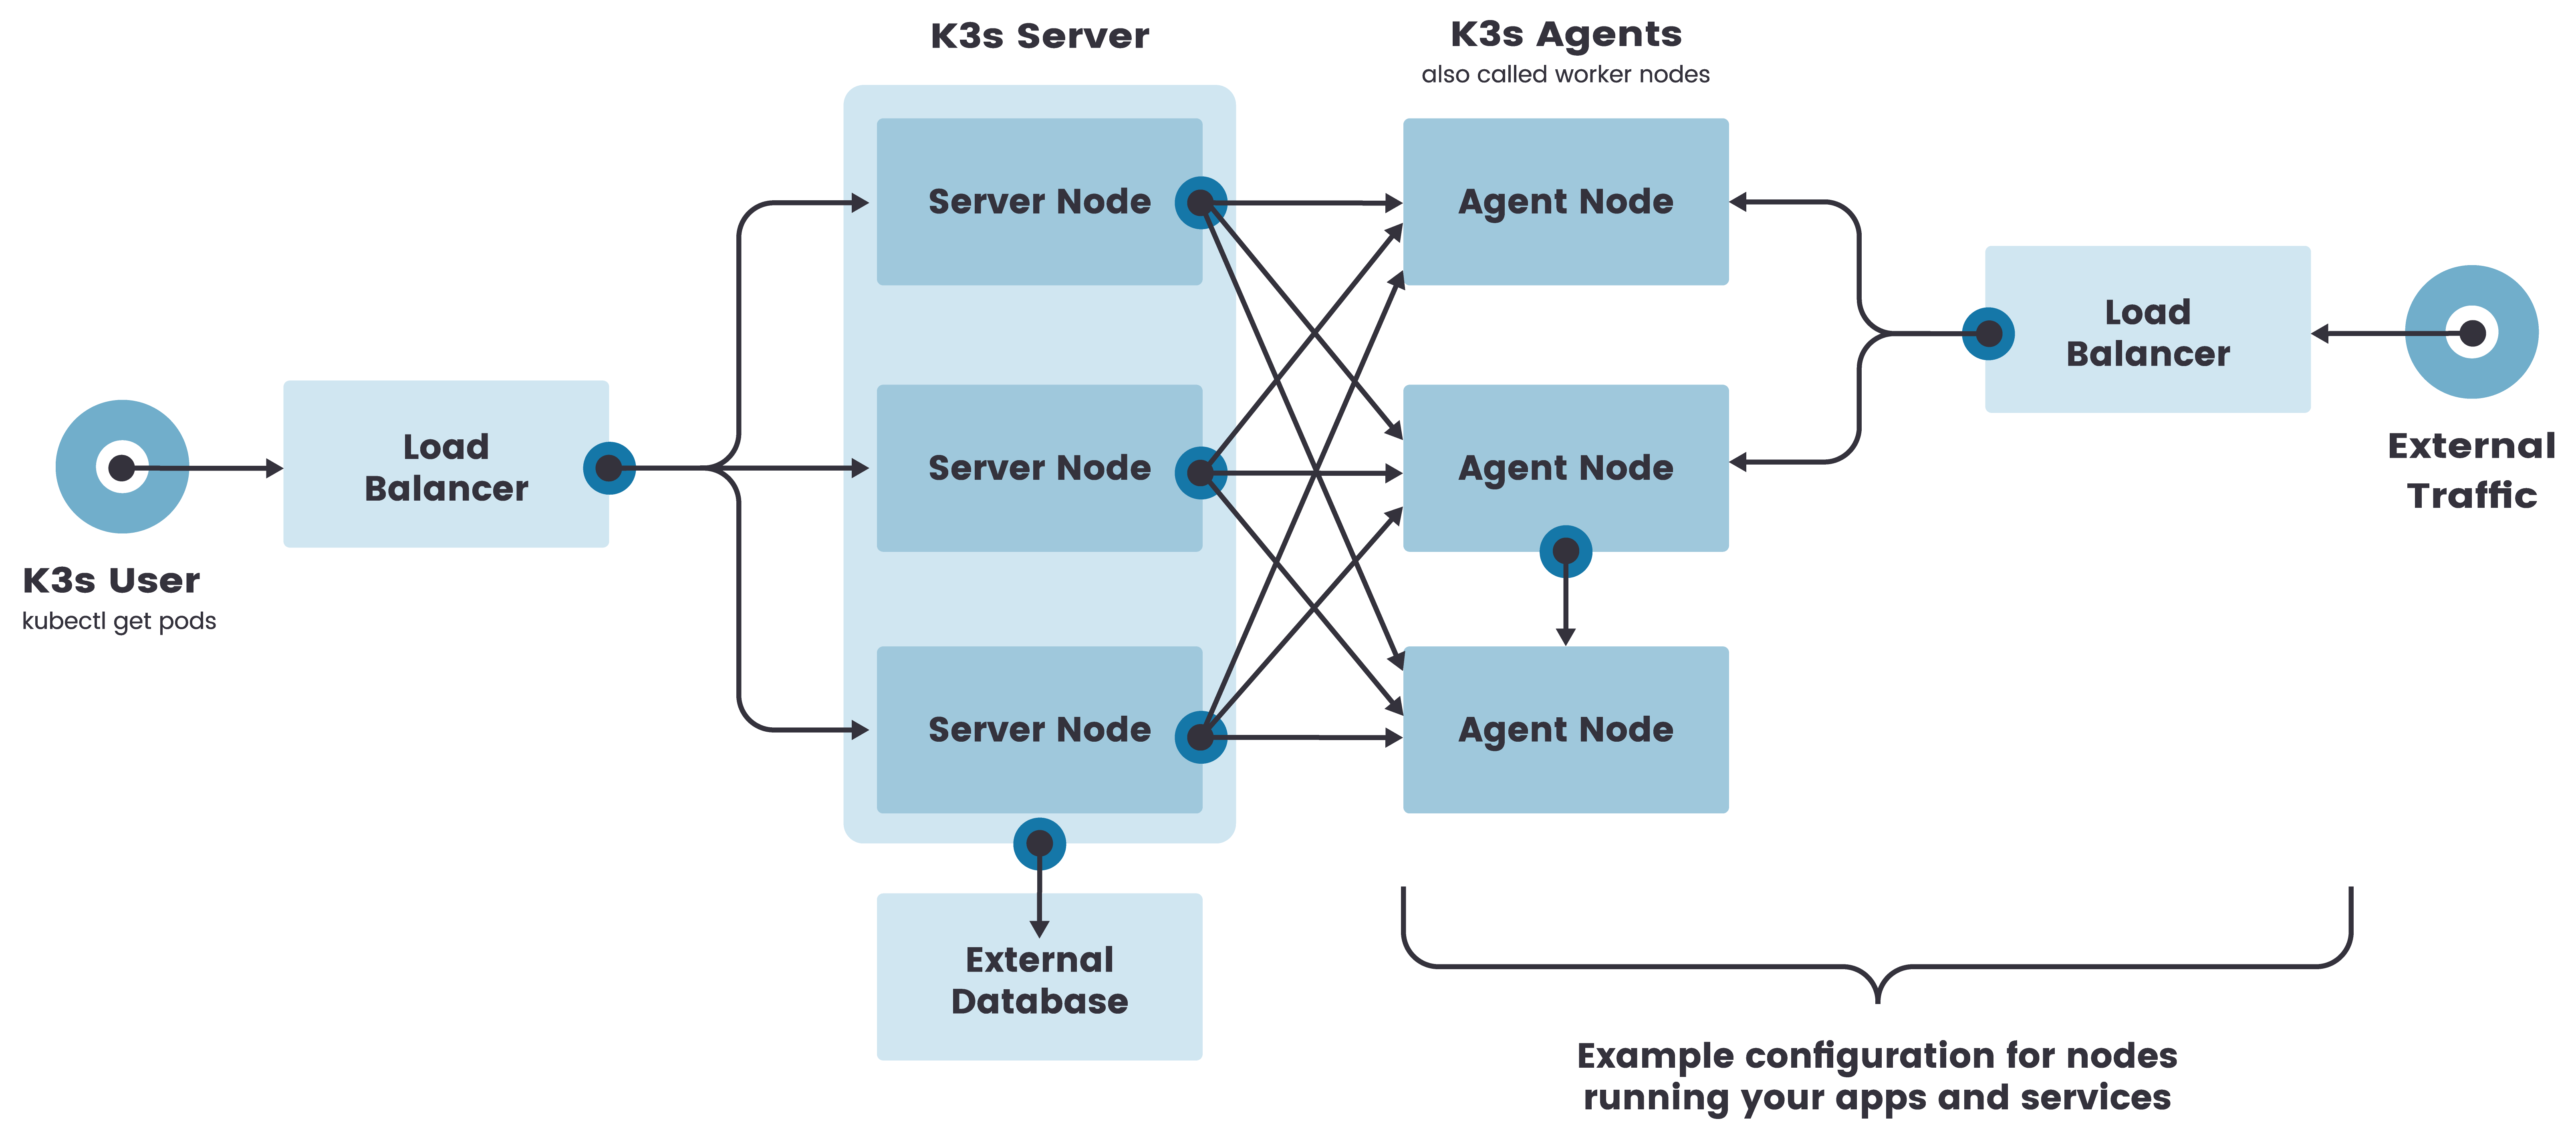 K3s Server
K3s Agents
also called worker nodes
Server Node
Agent Node
Load
Balancer
External
Traffic
Load
Balancer
Server Node
Agent Node
K3s User
kubectl get pods
Server Node
Agent Node
External
Database
Example configuration for nodes
running your apps and services